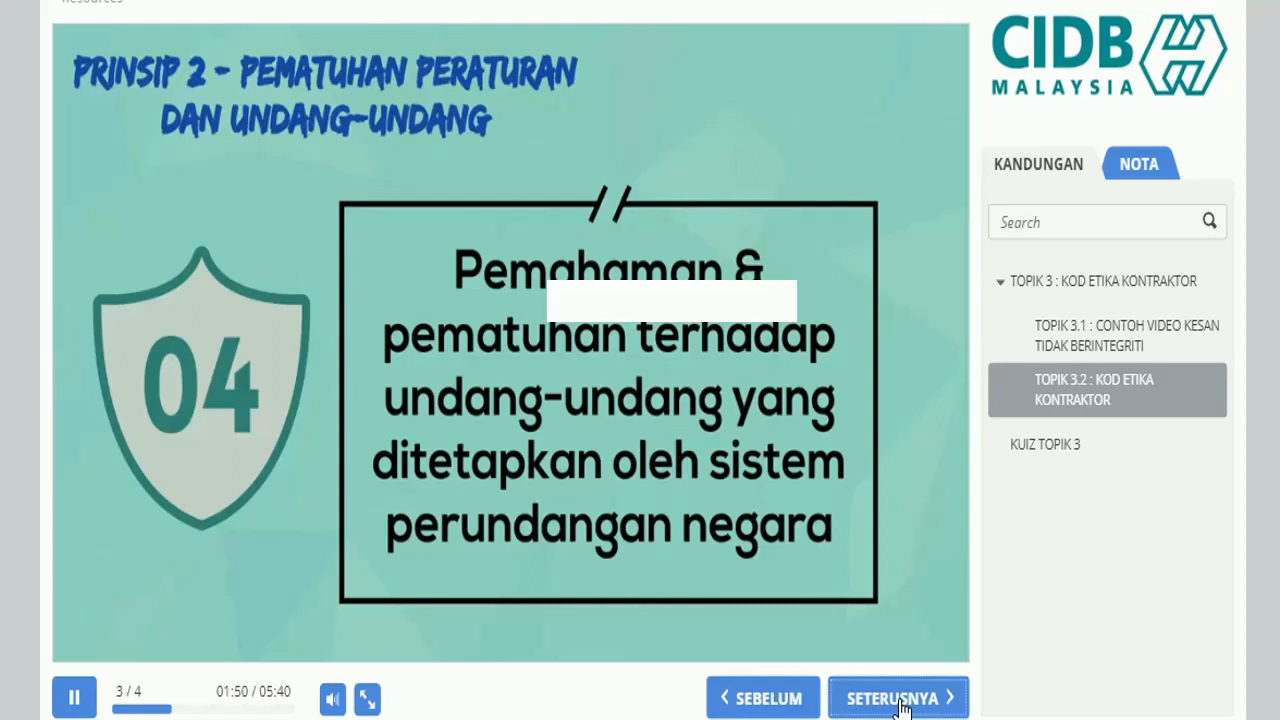 Resources
PRINSIP 2 - PEMATUHAN PERATURAN
DAN UNDANG-UNDANG
04
Pemahaman &
pematuhan terhadap
undang-undang yang
ditetapkan oleh sistem
perundangan negara
3 / 4
01:50 / 05:40
SEBELUM
SETERUSNYA
CIDB
MALAYSIA
KANDUNGAN
NOTA
Search
TOPIK 3 : KOD ETIKA KONTRAKTOR
TOPIK 3.1 : CONTOH VIDEO KESAN
TIDAK BERINTEGRITI
TOPIK 3.2 : KOD ETIKA
KONTRAKTOR
KUIZ TOPIK 3